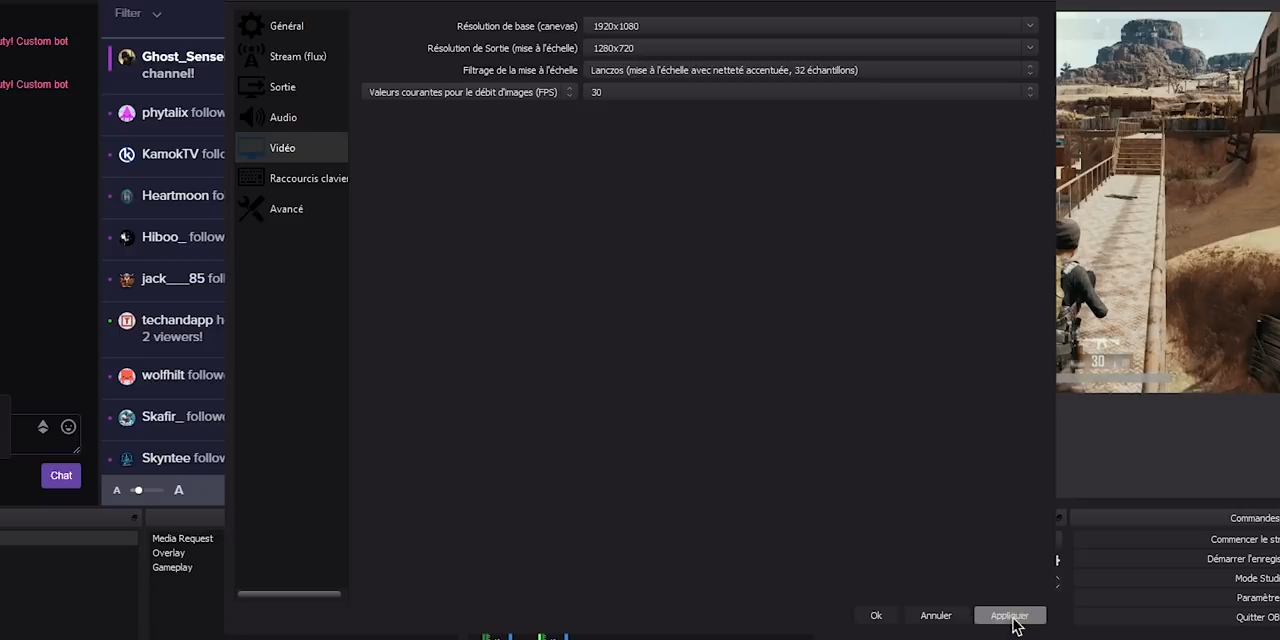 uty! Custom bot
uty! Custom bot
Filter
Ghost_Sense
channel!
phytalix follow
KamokTV follo
Heartmoon fo
Hiboo_ follow
jack___85 foll
techandapp h
2 viewers!
wolfhilt follow
Skafir_ follow
Skyntee follow
Chat
A A
Général
Stream (flux)
Sortie
Audio
Vidéo
Raccourcis clavier
Avancé
Résolution de base (canevas) 1920x1080
Résolution de Sortie (mise à l'échelle) 1280x720
Filtrage de la mise à l'échelle Lanczos (mise à l'échelle avec netteté accentuée, 32 échantillons)
Valeurs courantes pour le débit d'images (FPS) 30
Ok Annuler Appliquer
30
Media Request
Overlay
Gameplay
Commandes
Commencer le str
Démarrer l'enregis
Mode Studi
Paramètre
Quitter OB